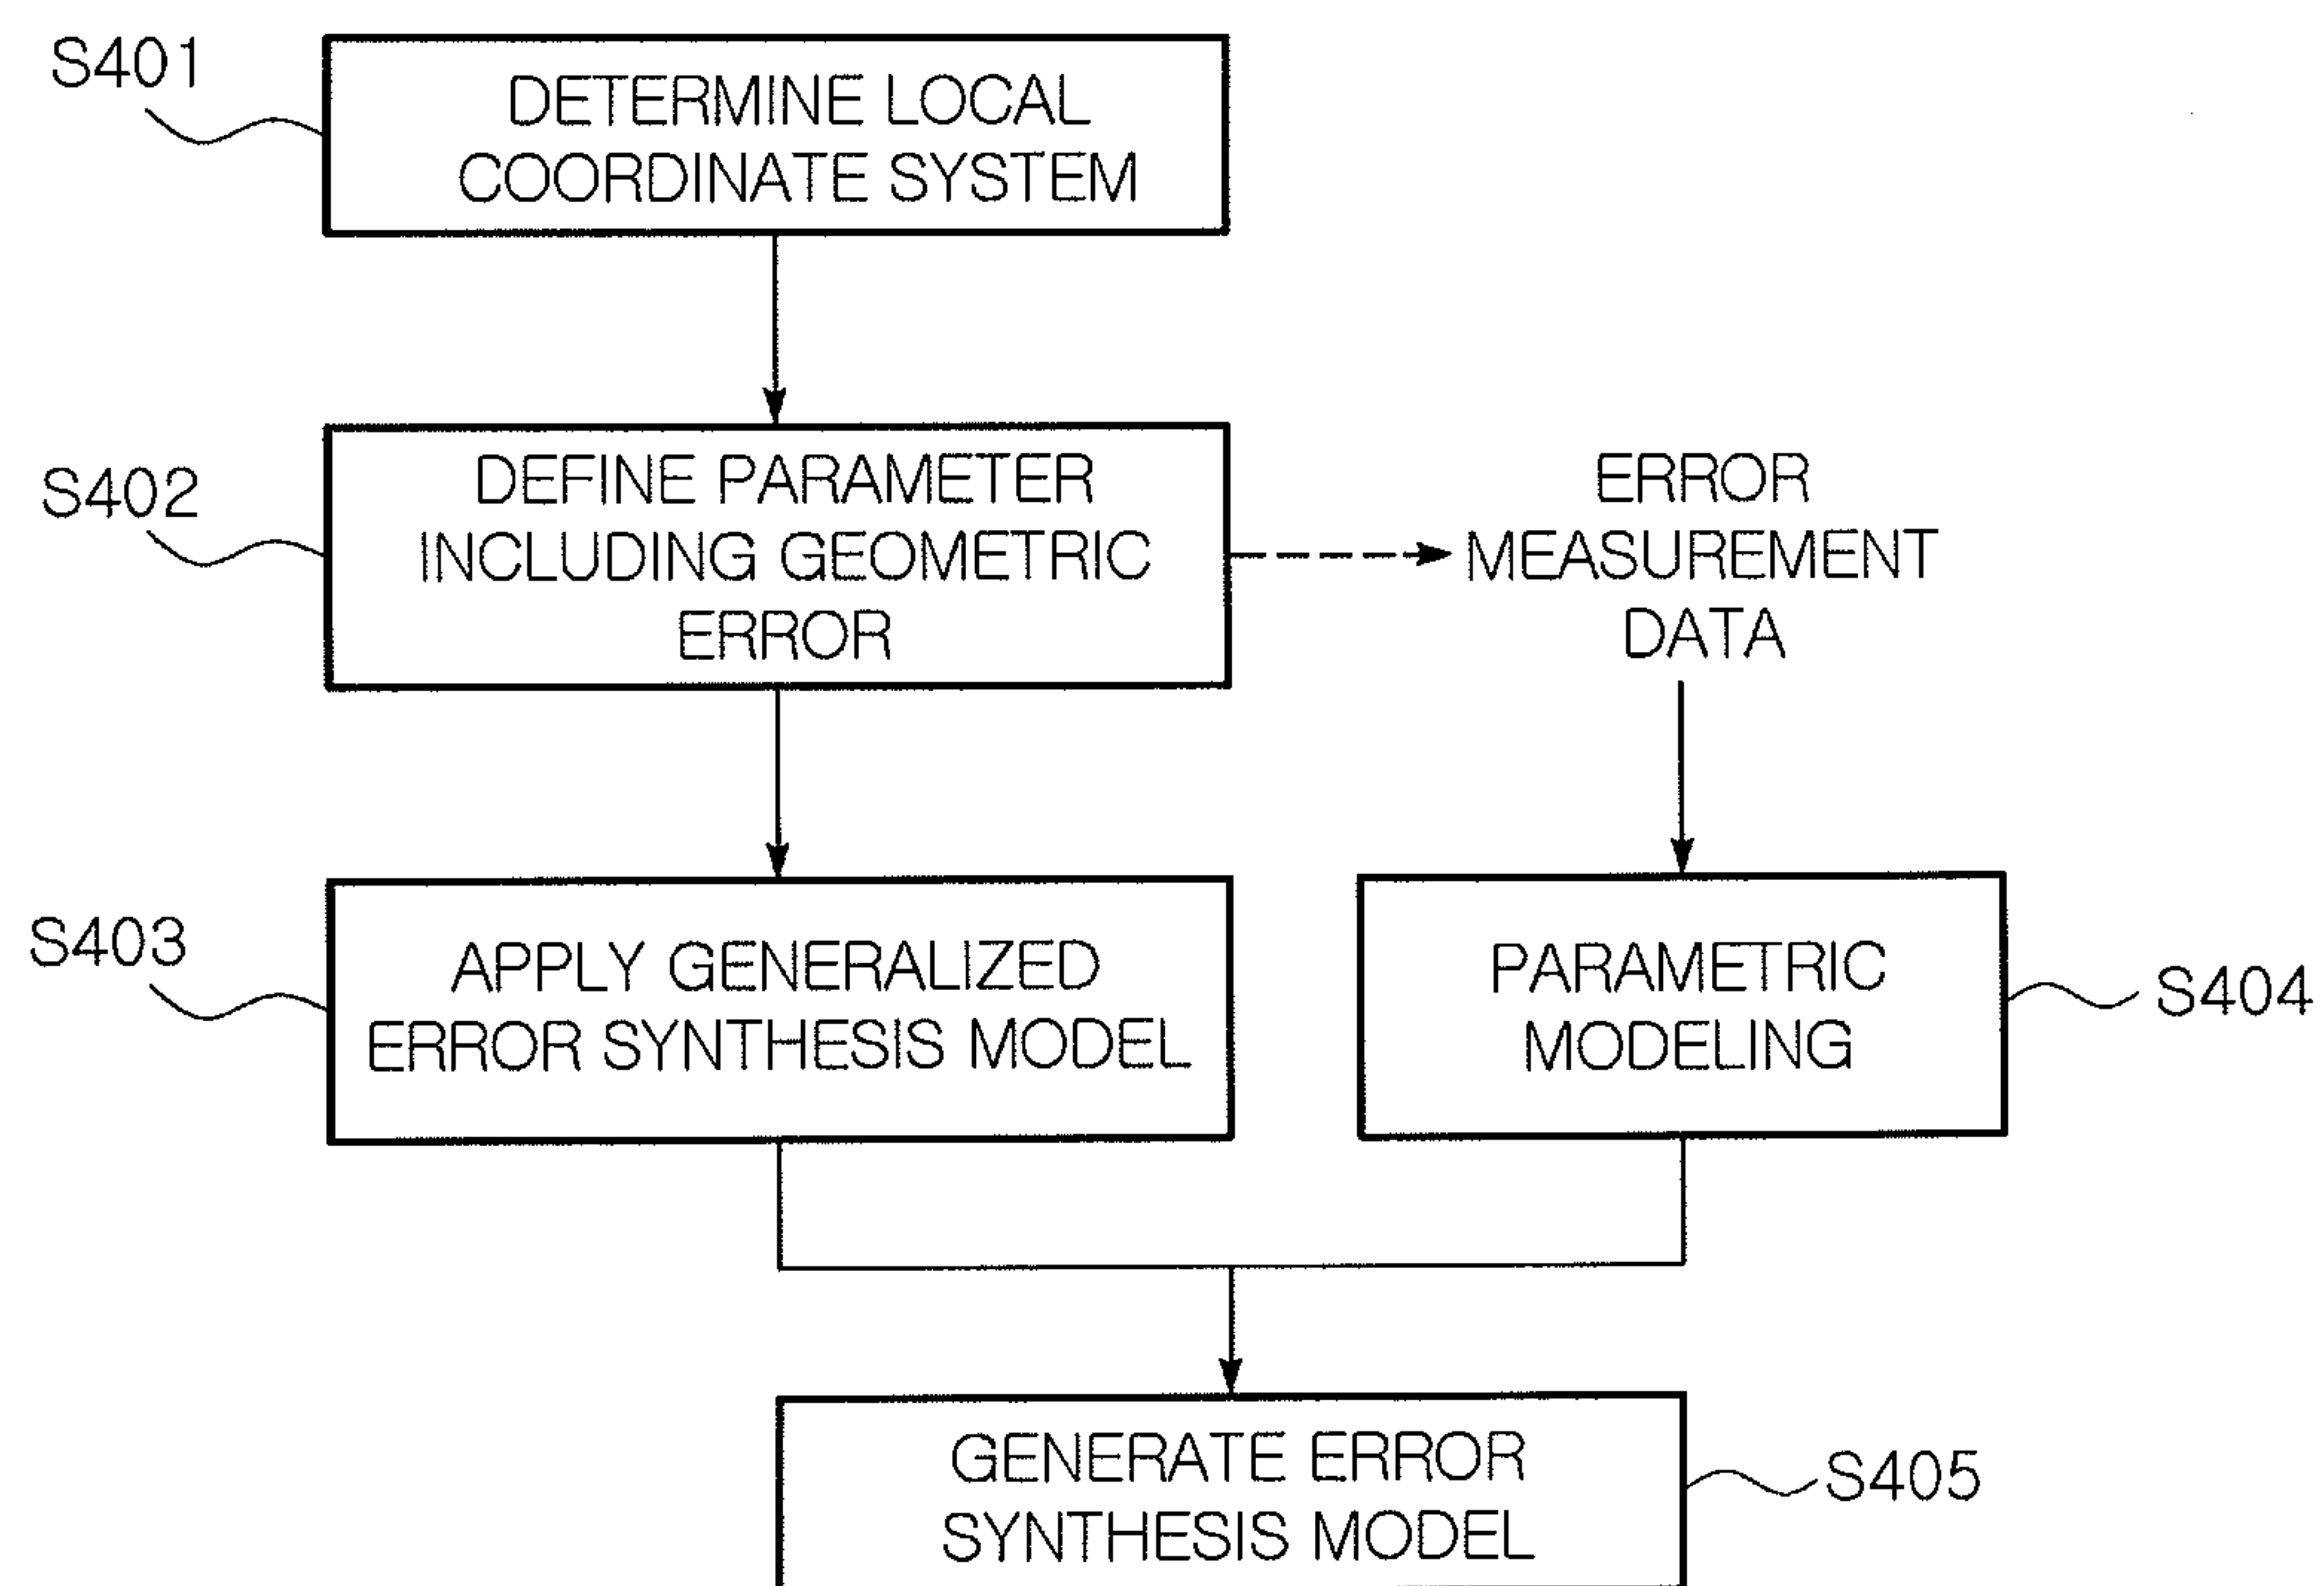 S401
DETERMINE LOCAL
COORDINATE SYSTEM
S402
DEFINE PARAMETER
INCLUDING GEOMETRIC
ERROR
ERROR
MEASUREMENT
DATA
S403
APPLY GENERALIZED
ERROR SYNTHESIS MODEL
PARAMETRIC
MODELING
S404
GENERATE ERROR
SYNTHESIS MODEL
S405